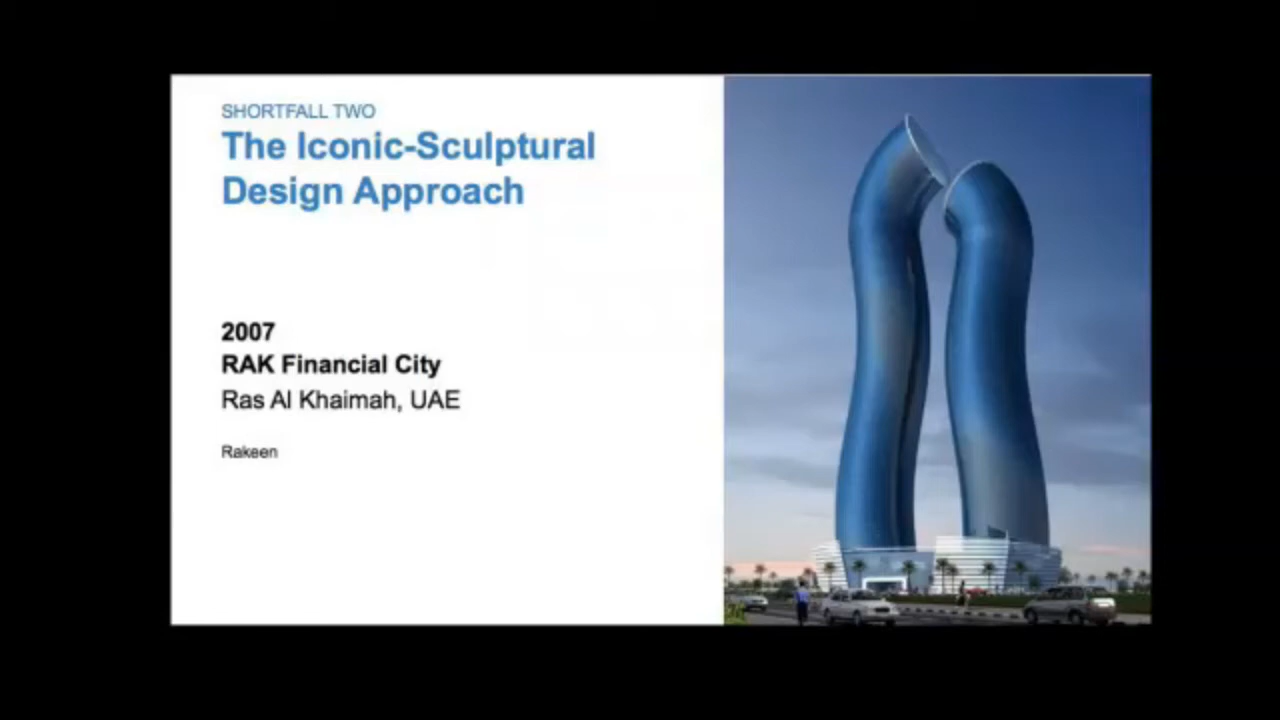 SHORTFALL TWO
The Iconic-Sculptural
Design Approach
2007
RAK Financial City
Ras Al Khaimah, UAE
Rakeen